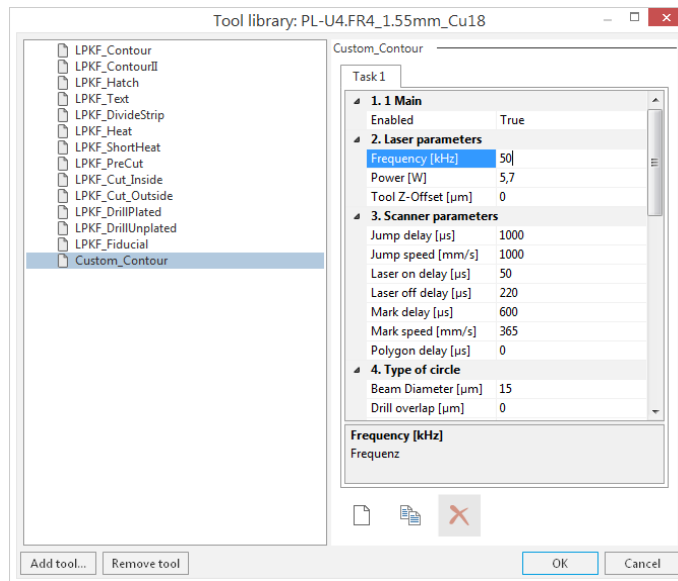 Tool library: PL-U4.FR4_1.55mm_Cu18
LPKF_Contour
LPKF_ContourII
LPKF_Hatch
LPKF_Text
LPKF_DivideStrip
LPKF_Heat
LPKF_ShortHeat
LPKF_PreCut
LPKF_Cut_Inside
LPKF_Cut_Outside
LPKF_DrillPlated
LPKF_DrillUnplated
LPKF_Fiducial
Custom_Contour
Custom_Contour
Task1
1. 1 Main
Enabled True
2. Laser parameters
Frequency [kHz] 50
Power [W] 5,7
Tool Z-Offset [µm] 0
3. Scanner parameters
Jump delay [µs] 1000
Jump speed [mm/s] 1000
Laser on delay [µs] 50
Laser off delay [µs] 220
Mark delay [µs] 600
Mark speed [mm/s] 365
Polygon delay [µs] 0
4. Type of circle
Beam Diameter [µm] 15
Drill overlap [µm] 0
Frequency [kHz]
Frequenz
Add tool... Remove tool OK Cancel